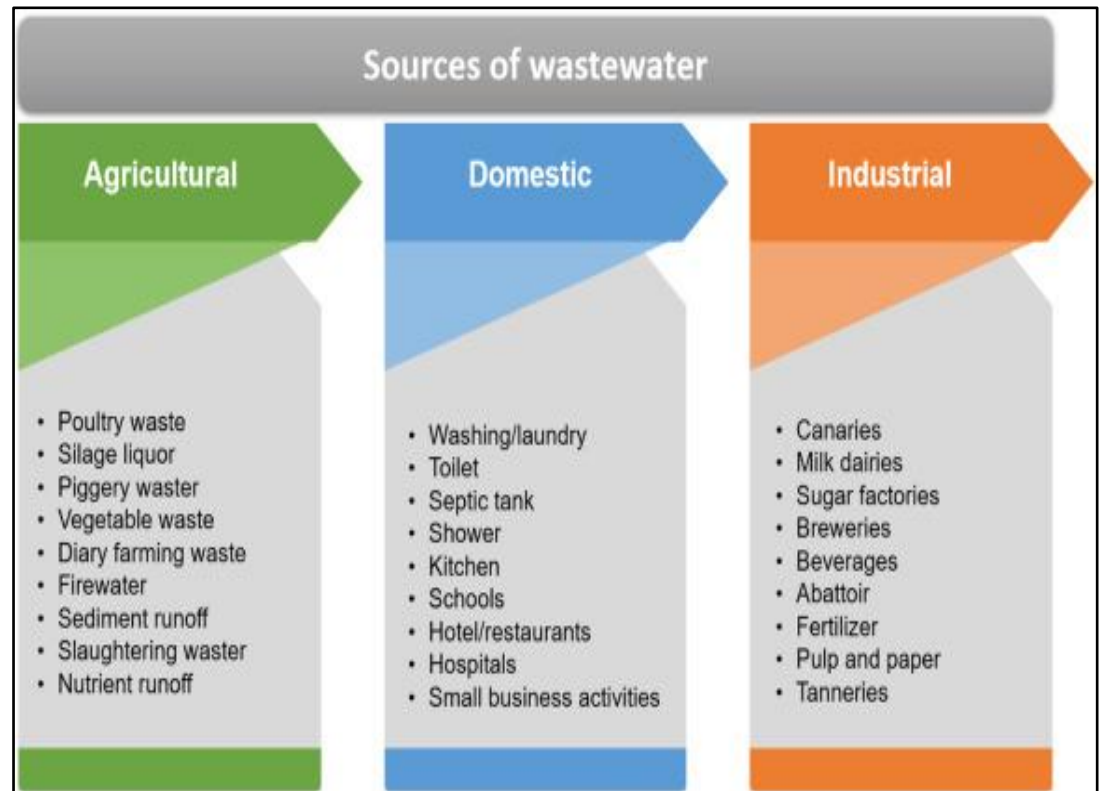 Sources of wastewater
Agricultural
• Poultry waste
• Silage liquor
• Piggery waster
• Vegetable waste
• Diary farming waste
• Firewater
• Sediment runoff
• Slaughtering waster
• Nutrient runoff
Domestic
• Washing/laundry
• Toilet
• Septic tank
• Shower
• Kitchen
• Schools
• Hotel/restaurants
• Hospitals
• Small business activities
Industrial
• Canaries
• Milk dairies
• Sugar factories
• Breweries
• Beverages
• Abattoir
• Fertilizer
• Pulp and paper
• Tanneries